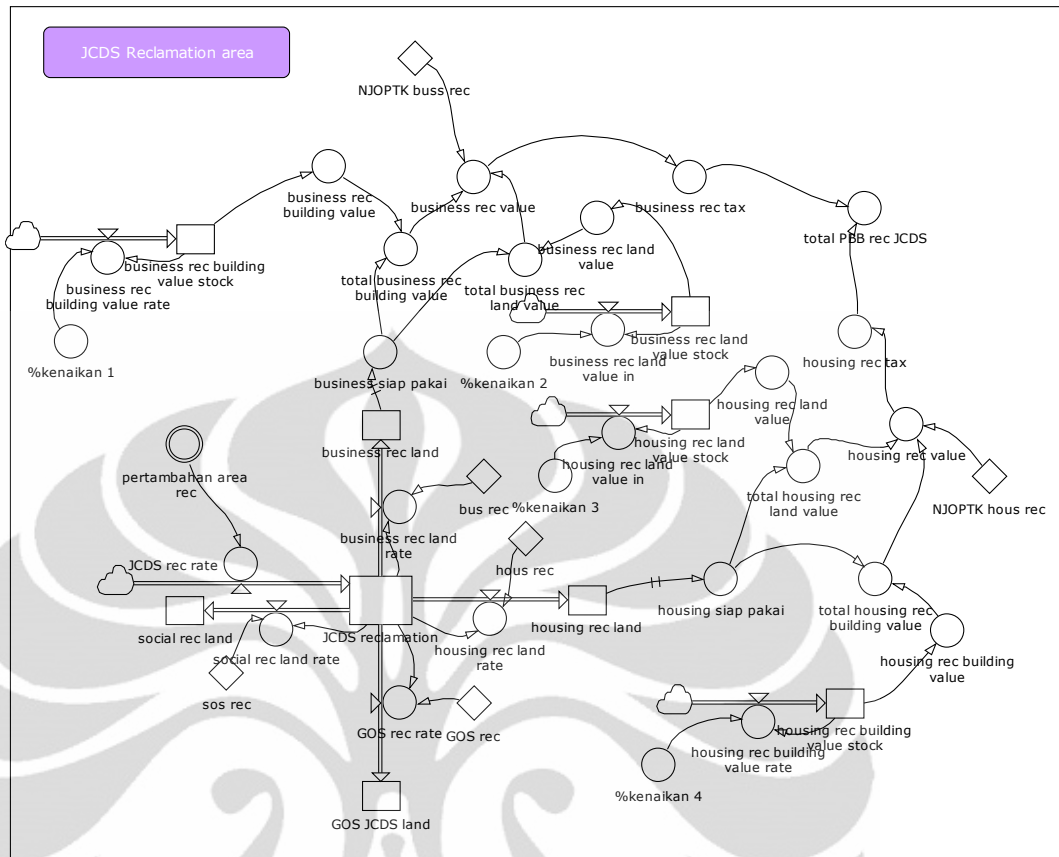 JCDS Reclamation area
NJOPTK buss rec
business rec
building value
business rec value
business rec tax
total PBB rec JCDS
business rec land
value
business rec building
value stock
business rec
building value rate
total business rec
building value
total business rec
land value
%kenaikan 1
business siap pakai
%kenaikan 2
business rec land
value in
business rec land
value stock
housing rec tax
housing rec land
value
business rec land
housing rec land
value stock
housing rec land
value in
%kenaikan 3
housing rec value
total housing rec
land value
NJOPTK hous rec
pertambahan area
rec
bus rec
business rec land
rate
hous rec
JCDS rec rate
social rec land
JCDS reclamation
housing rec land
housing rec land
rate
housing siap pakai
total housing rec
building value
social rec land rate
sos rec
housing rec building
value
GOS rec rate
GOS rec
housing rec building
value stock
housing rec building
value rate
%kenaikan 4
GOS JCDS land